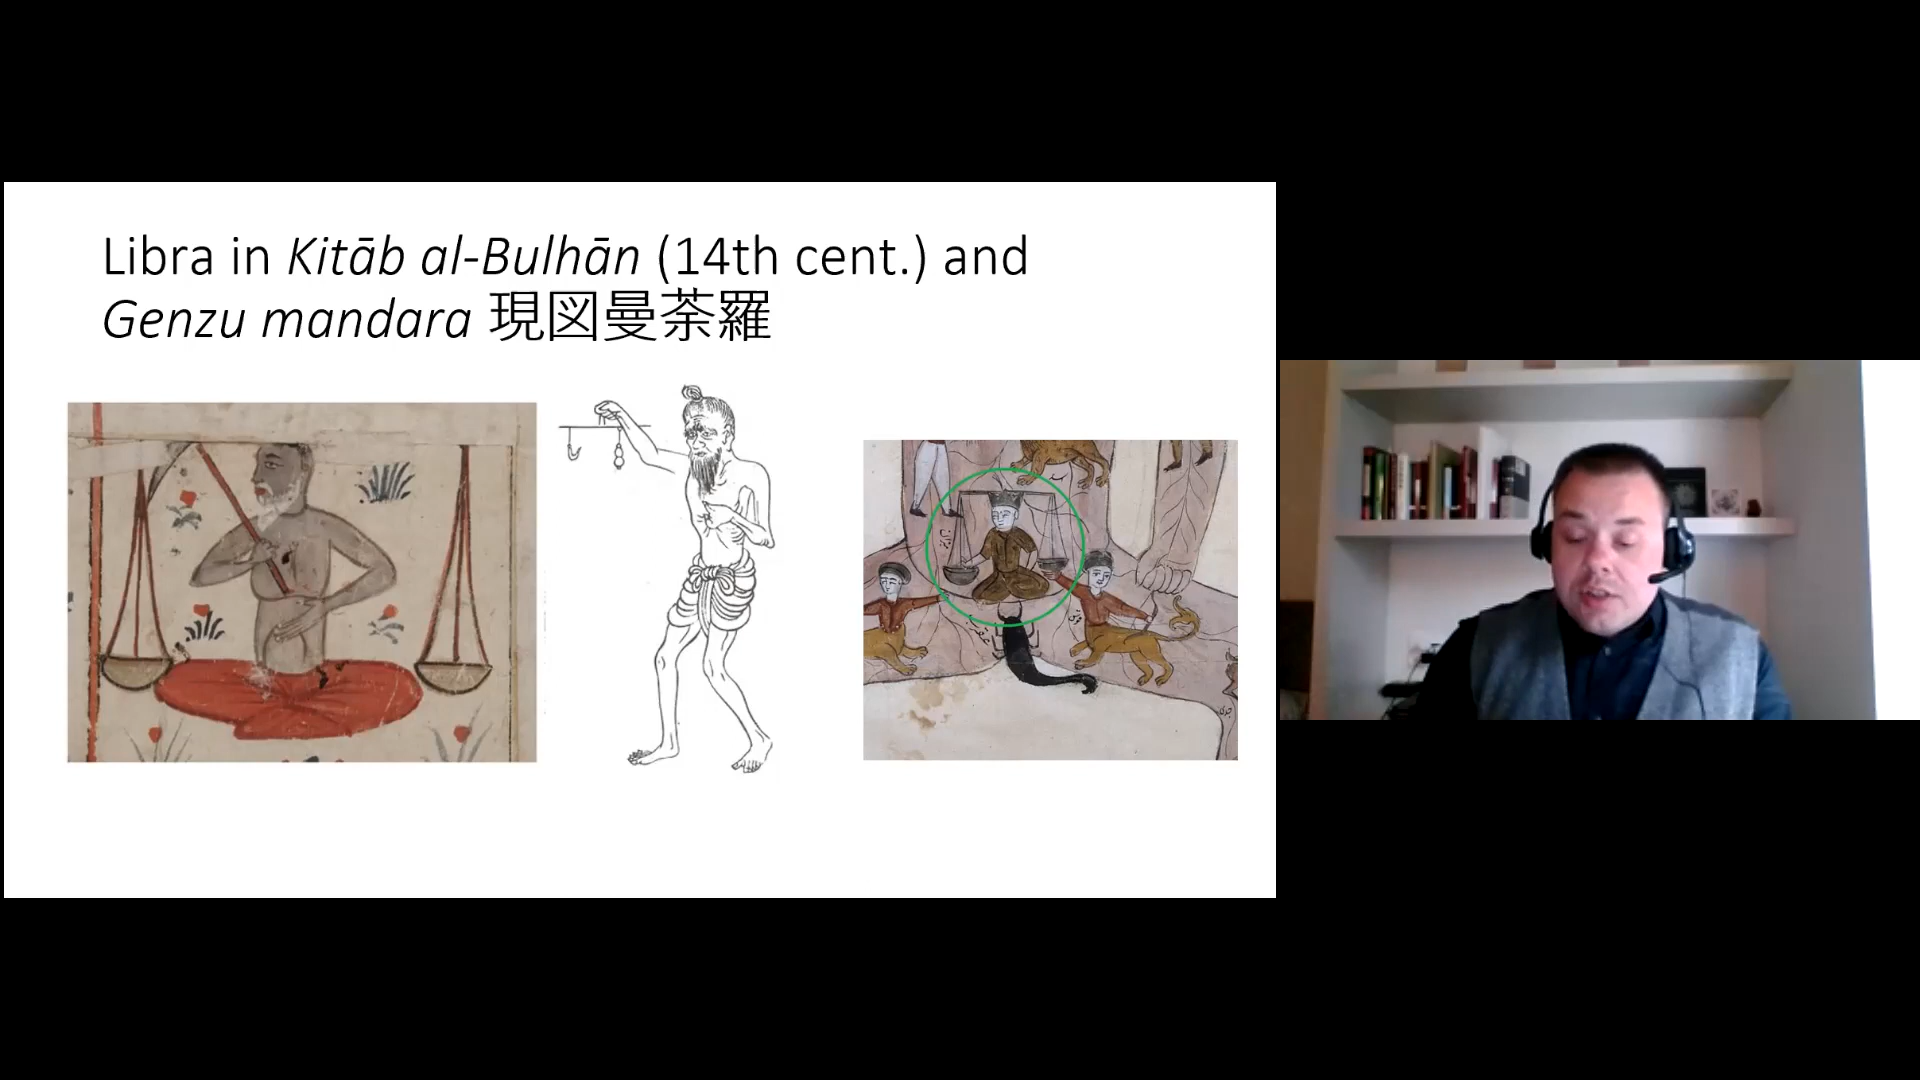 Libra in Kitāb al-Bulhān (14th cent.) and
Genzu mandara 現図曼荼羅